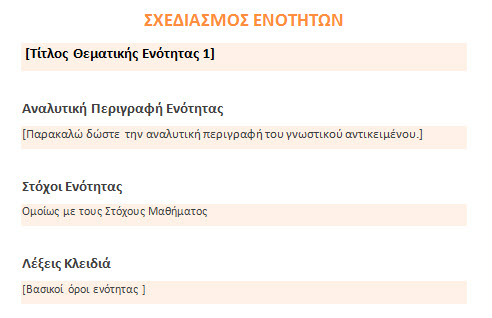 ΣΧΕΔΙΑΣΜΟΣ ΕΝΟΤΗΤΩΝ
[Τίτλος Θεματικής Ενότητας 1]
Αναλυτική Περιγραφή Ενότητας
[Παρακαλώ δώστε την αναλυτική περιγραφή του γνωστικού αντικειμένου.]
Στόχοι Ενότητας
Ομοίως με τους Στόχους Μαθήματος
Λέξεις Κλειδιά
[Βασικοί όροι ενότητας ]